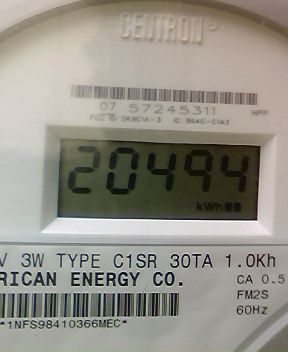 CENTRON®
07 57245311
HPP
20494
kWh
V 3W TYPE C1SR 30TA 1.0Kh
RICAN ENERGY CO.
CA 0.5
FM2S
60Hz
*1NFS98410366MEC*